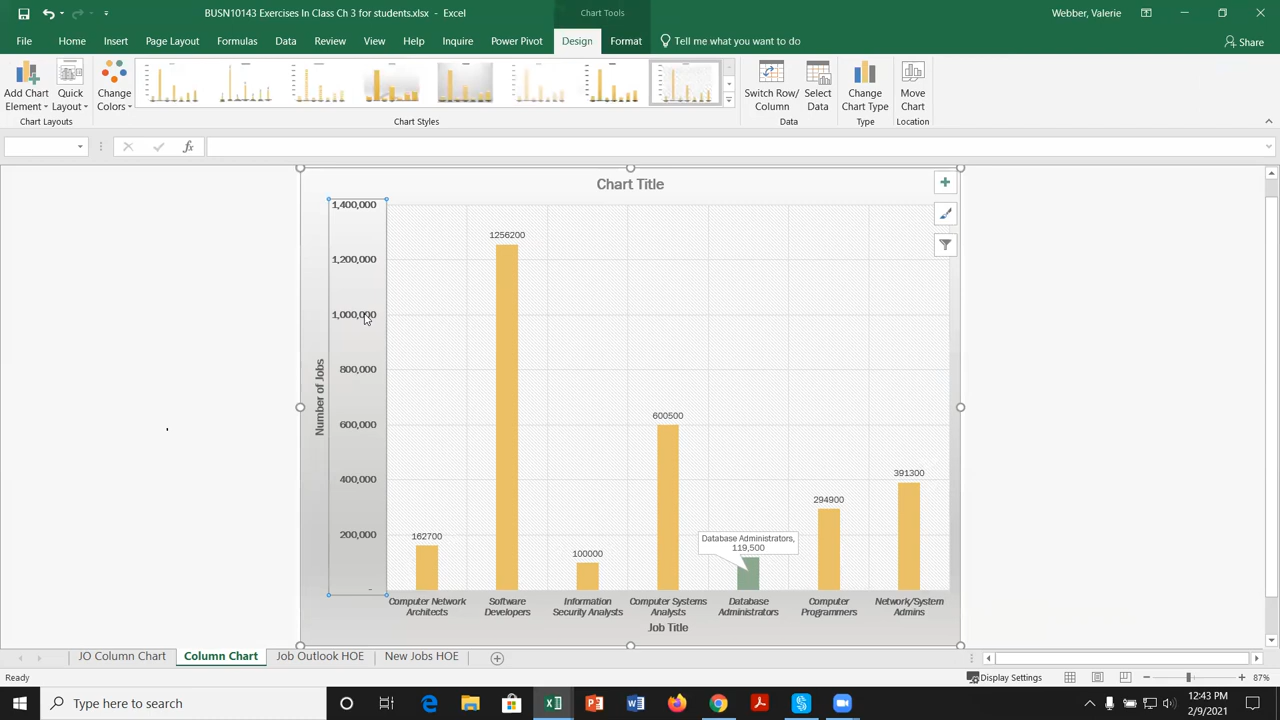 BUSN10143 Exercises In Class Ch 3 for students.xlsx - Excel
Chart Tools
Webber, Valerie
File
Home
Insert
Page Layout
Formulas
Data
Review
View
Help
Inquire
Power Pivot
Design
Format
Tell me what you want to do
Share
Add Chart
Element
Quick
Layout
Change
Colors
Switch Row/
Column
Select
Data
Change
Chart Type
Move
Chart
Chart Layouts
Chart Styles
Data
Type
Location
fx
Chart Title
1,400,000
1,200,000
1,000,000
800,000
600,000
400,000
200,000
-
Number of Jobs
162700
1256200
100000
600500
Database Administrators,
119,500
294900
391300
Computer Network
Architects
Software
Developers
Information
Security Analysts
Computer Systems
Analysts
Database
Administrators
Computer
Programmers
Network/System
Admins
Job Title
JO Column Chart
Column Chart
Job Outlook HOE
New Jobs HOE
Ready
Display Settings
87%
Type here to search
12:43 PM
2/9/2021